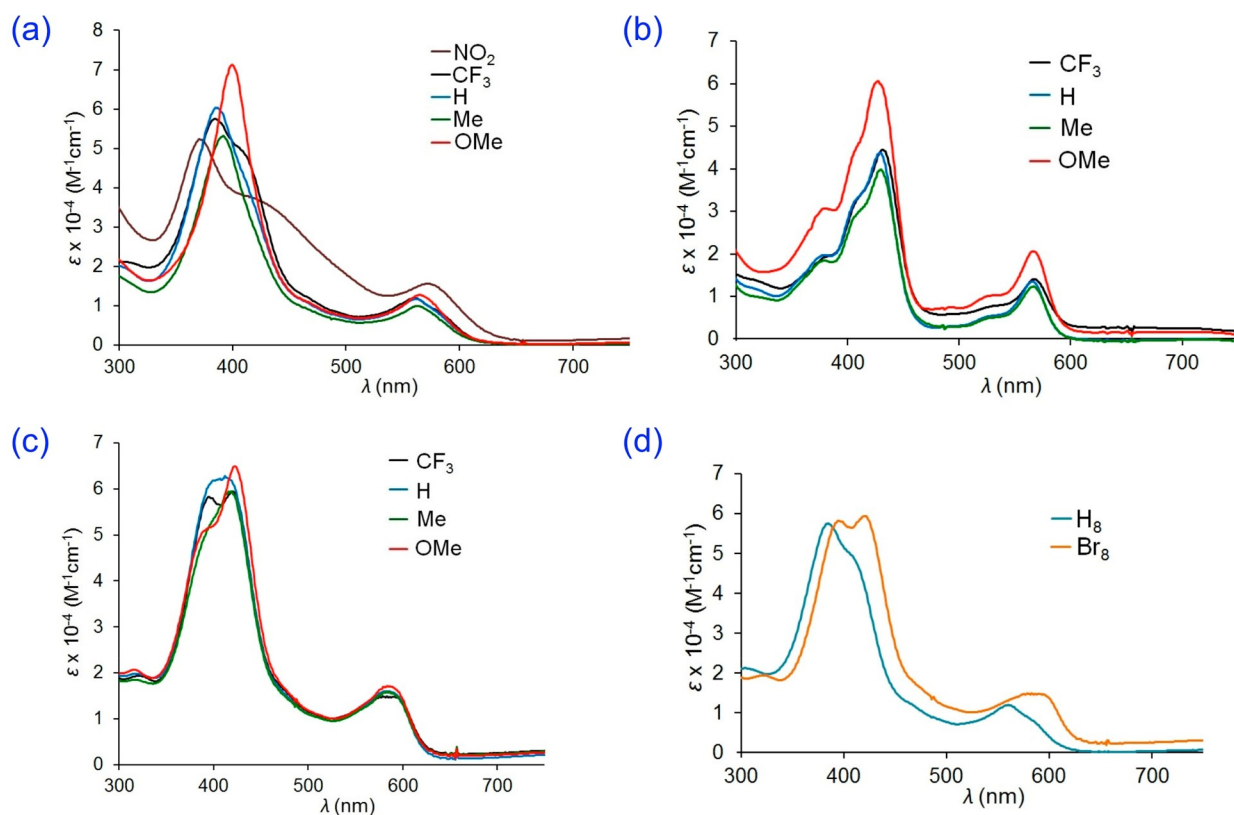 (a)
8
7
6
5
4
3
2
1
0
ε x 10⁻⁴ (M⁻¹cm⁻¹)
NO₂
CF₃
H
Me
OMe
300 400 500 600 700
λ (nm)
(b)
7
6
5
4
3
2
1
0
ε x 10⁻⁴ (M⁻¹cm⁻¹)
CF₃
H
Me
OMe
300 400 500 600 700
λ (nm)
(c)
7
6
5
4
3
2
1
0
ε x 10⁻⁴ (M⁻¹cm⁻¹)
CF₃
H
Me
OMe
300 400 500 600 700
λ (nm)
(d)
7
6
5
4
3
2
1
0
ε x 10⁻⁴ (M⁻¹cm⁻¹)
H₈
Br₈
300 400 500 600 700
λ (nm)